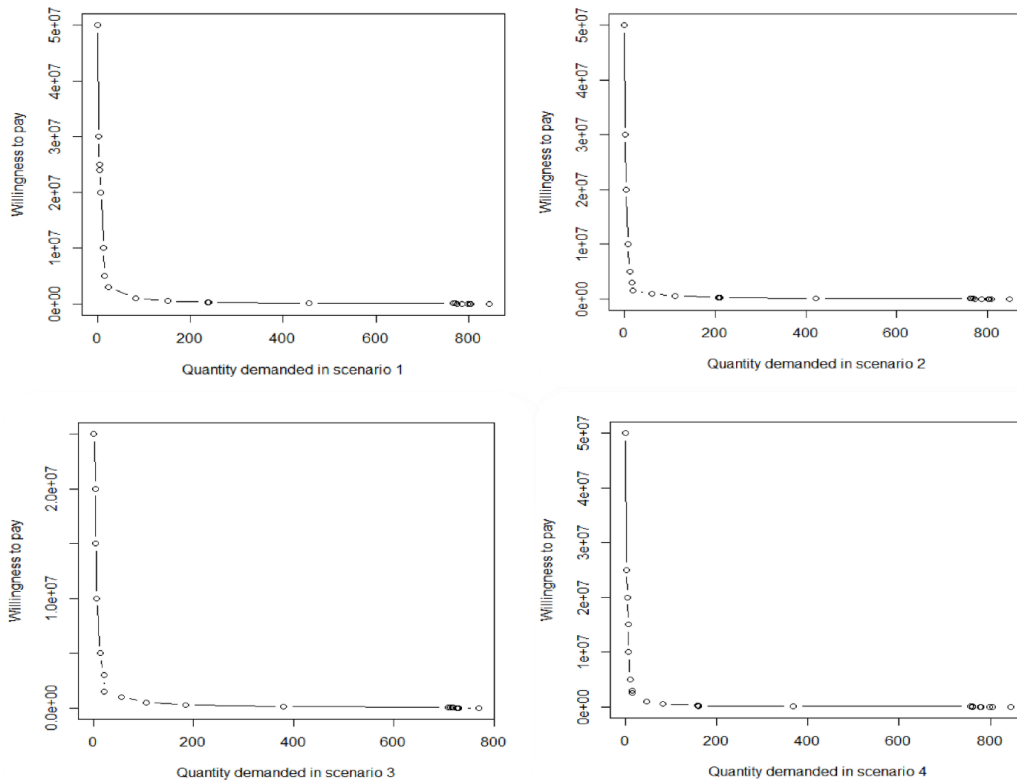 Willingness to pay
0e+00 1e+07 2e+07 3e+07 4e+07 5e+07
0 200 400 600 800
Quantity demanded in scenario 1
Willingness to pay
0e+00 1e+07 2e+07 3e+07 4e+07 5e+07
0 200 400 600 800
Quantity demanded in scenario 2
Willingness to pay
0.0e+00 1.0e+07 2.0e+07
0 200 400 600 800
Quantity demanded in scenario 3
Willingness to pay
0e+00 1e+07 2e+07 3e+07 4e+07 5e+07
0 200 400 600 800
Quantity demanded in scenario 4